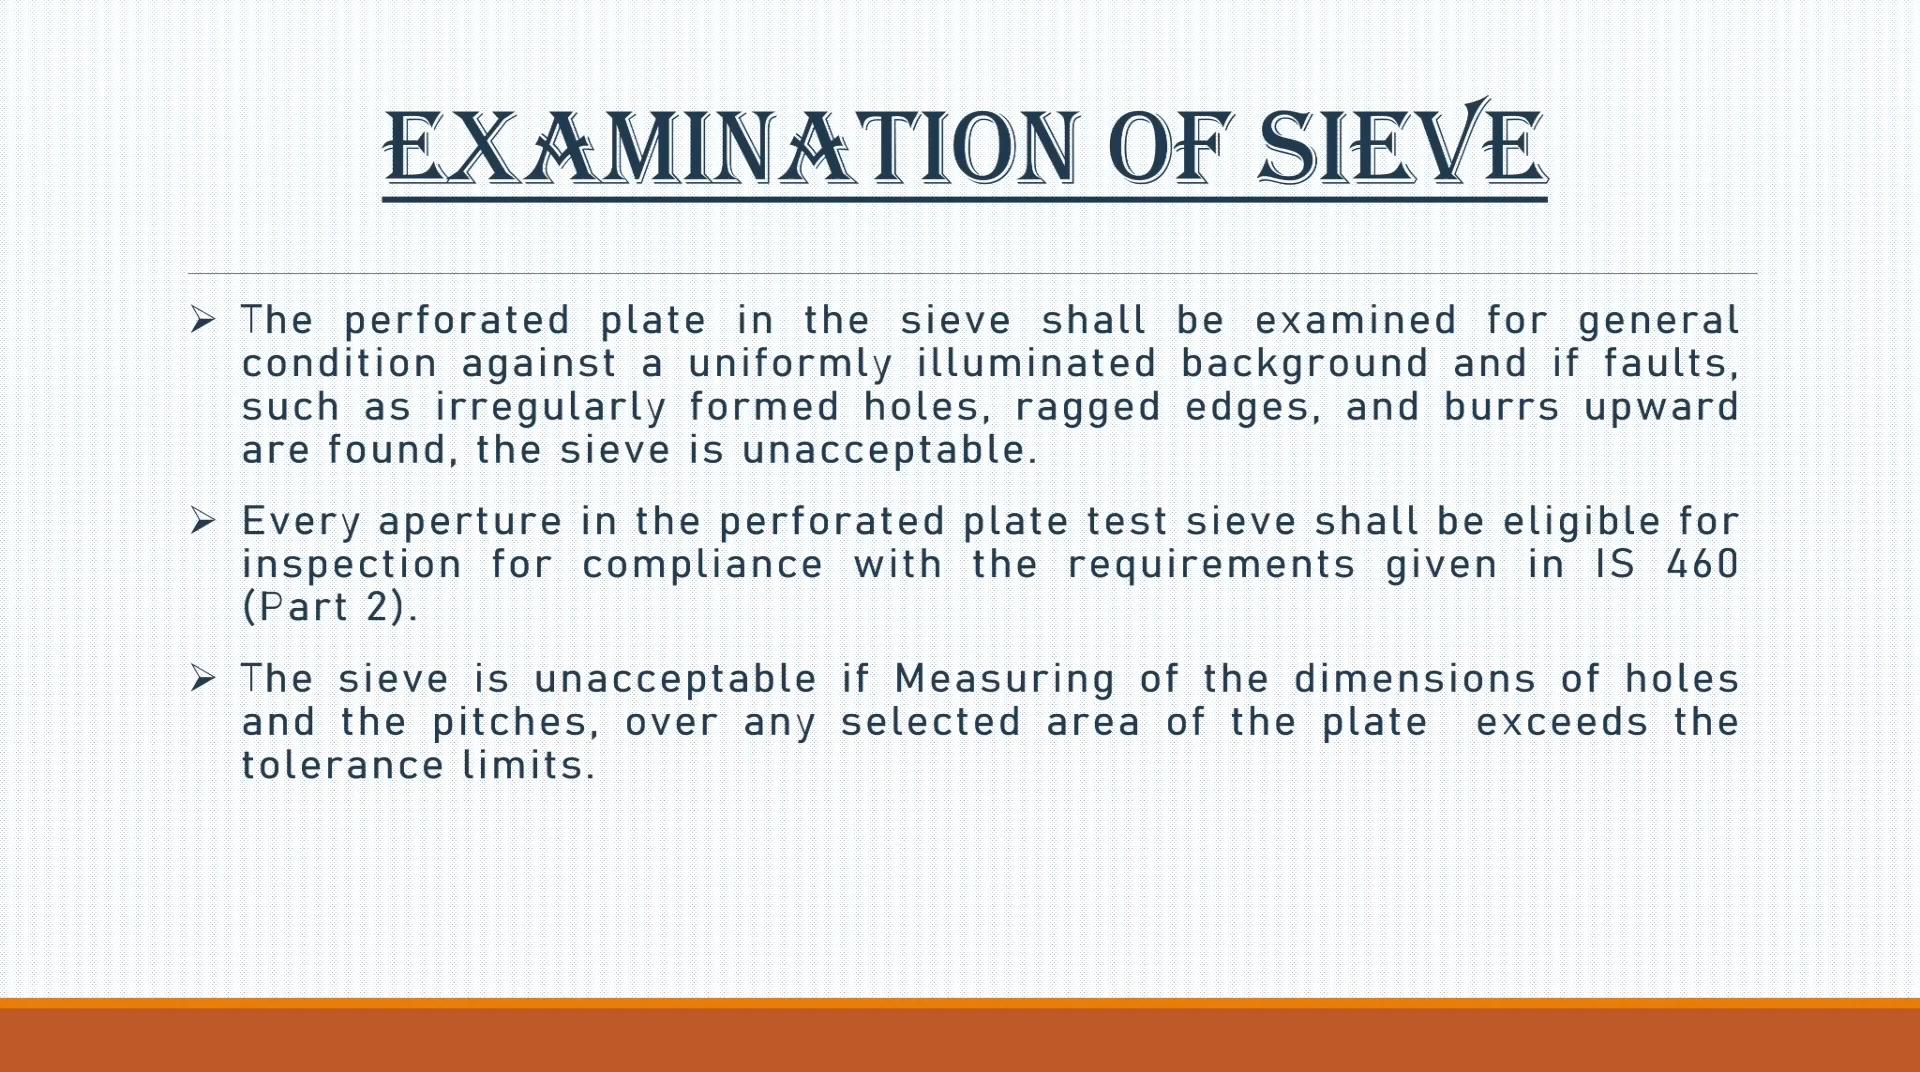 EXAMINATION OF SIEVE
➢ The perforated plate in the sieve shall be examined for general
condition against a uniformly illuminated background and if faults,
such as irregularly formed holes, ragged edges, and burrs upward
are found, the sieve is unacceptable.
➢ Every aperture in the perforated plate test sieve shall be eligible for
inspection for compliance with the requirements given in IS 460
(Part 2).
➢ The sieve is unacceptable if Measuring of the dimensions of holes
and the pitches, over any selected area of the plate exceeds the
tolerance limits.